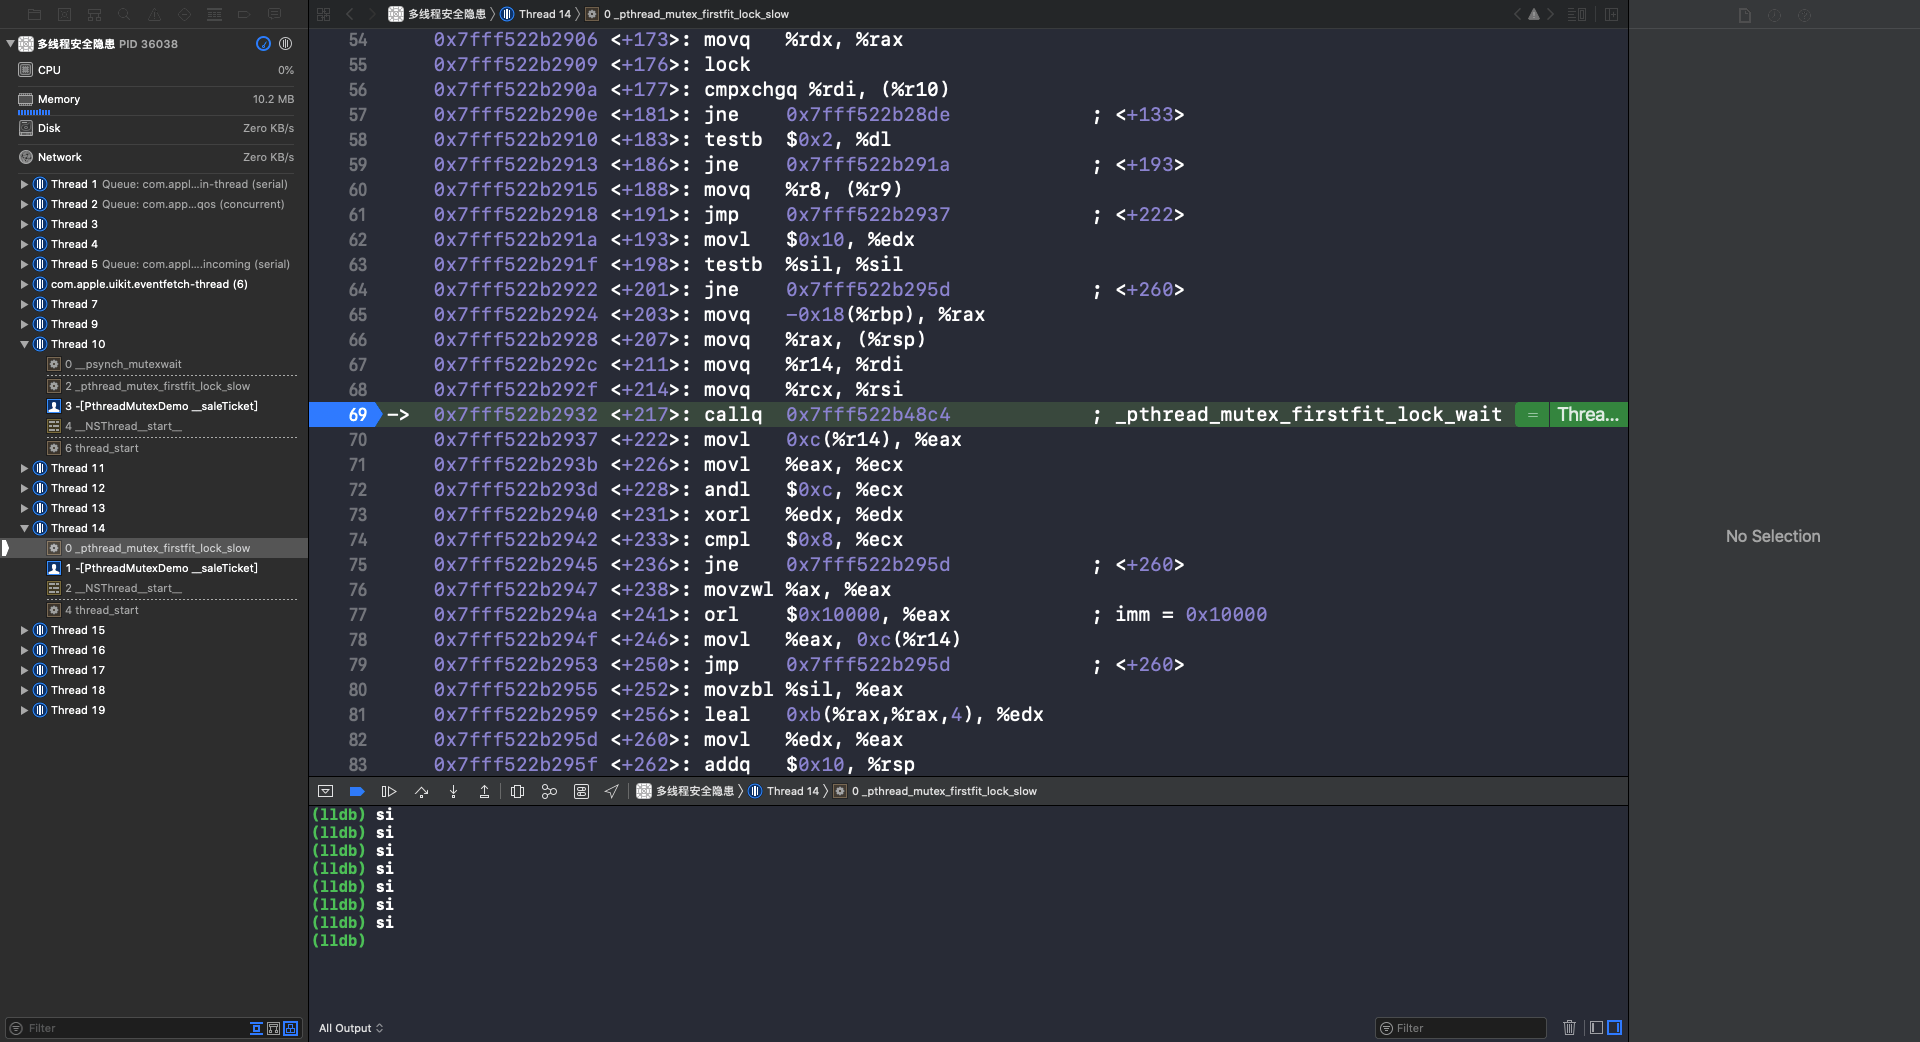 多线程安全隐患 PID 36038
CPU 0%
Memory 10.2 MB
Disk Zero KB/s
Network Zero KB/s
Thread 1 Queue: com.appl...in-thread (serial)
Thread 2 Queue: com.app...qos (concurrent)
Thread 3
Thread 4
Thread 5 Queue: com.appl....incoming (serial)
com.apple.uikit.eventfetch-thread (6)
Thread 7
Thread 9
Thread 10
0 __psynch_mutexwait
2 _pthread_mutex_firstfit_lock_slow
3 -[PthreadMutexDemo __saleTicket]
4 __NSThread__start__
6 thread_start
Thread 11
Thread 12
Thread 13
Thread 14
0 _pthread_mutex_firstfit_lock_slow
1 -[PthreadMutexDemo __saleTicket]
2 __NSThread__start__
4 thread_start
Thread 15
Thread 16
Thread 17
Thread 18
Thread 19
Filter
多线程安全隐患 Thread 14 0 _pthread_mutex_firstfit_lock_slow
54 0x7fff522b2906 <+173>: movq %rdx, %rax
55 0x7fff522b2909 <+176>: lock
56 0x7fff522b290a <+177>: cmpxchgq %rdi, (%r10)
57 0x7fff522b290e <+181>: jne 0x7fff522b28de ; <+133>
58 0x7fff522b2910 <+183>: testb $0x2, %dl
59 0x7fff522b2913 <+186>: jne 0x7fff522b291a ; <+193>
60 0x7fff522b2915 <+188>: movq %r8, (%r9)
61 0x7fff522b2918 <+191>: jmp 0x7fff522b2937 ; <+222>
62 0x7fff522b291a <+193>: movl $0x10, %edx
63 0x7fff522b291f <+198>: testb %sil, %sil
64 0x7fff522b2922 <+201>: jne 0x7fff522b295d ; <+260>
65 0x7fff522b2924 <+203>: movq -0x18(%rbp), %rax
66 0x7fff522b2928 <+207>: movq %rax, (%rsp)
67 0x7fff522b292c <+211>: movq %r14, %rdi
68 0x7fff522b292f <+214>: movq %rcx, %rsi
69 -> 0x7fff522b2932 <+217>: callq 0x7fff522b48c4 ; _pthread_mutex_firstfit_lock_wait = Threa...
70 0x7fff522b2937 <+222>: movl 0xc(%r14), %eax
71 0x7fff522b293b <+226>: movl %eax, %ecx
72 0x7fff522b293d <+228>: andl $0xc, %ecx
73 0x7fff522b2940 <+231>: xorl %edx, %edx
74 0x7fff522b2942 <+233>: cmpl $0x8, %ecx
75 0x7fff522b2945 <+236>: jne 0x7fff522b295d ; <+260>
76 0x7fff522b2947 <+238>: movzwl %ax, %eax
77 0x7fff522b294a <+241>: orl $0x10000, %eax ; imm = 0x10000
78 0x7fff522b294f <+246>: movl %eax, 0xc(%r14)
79 0x7fff522b2953 <+250>: jmp 0x7fff522b295d ; <+260>
80 0x7fff522b2955 <+252>: movzbl %sil, %eax
81 0x7fff522b2959 <+256>: leal 0xb(%rax,%rax,4), %edx
82 0x7fff522b295d <+260>: movl %edx, %eax
83 0x7fff522b295f <+262>: addq $0x10, %rsp
多线程安全隐患 Thread 14 0 _pthread_mutex_firstfit_lock_slow
(lldb) si
(lldb) si
(lldb) si
(lldb) si
(lldb) si
(lldb) si
(lldb) si
(lldb)
All Output
Filter
No Selection